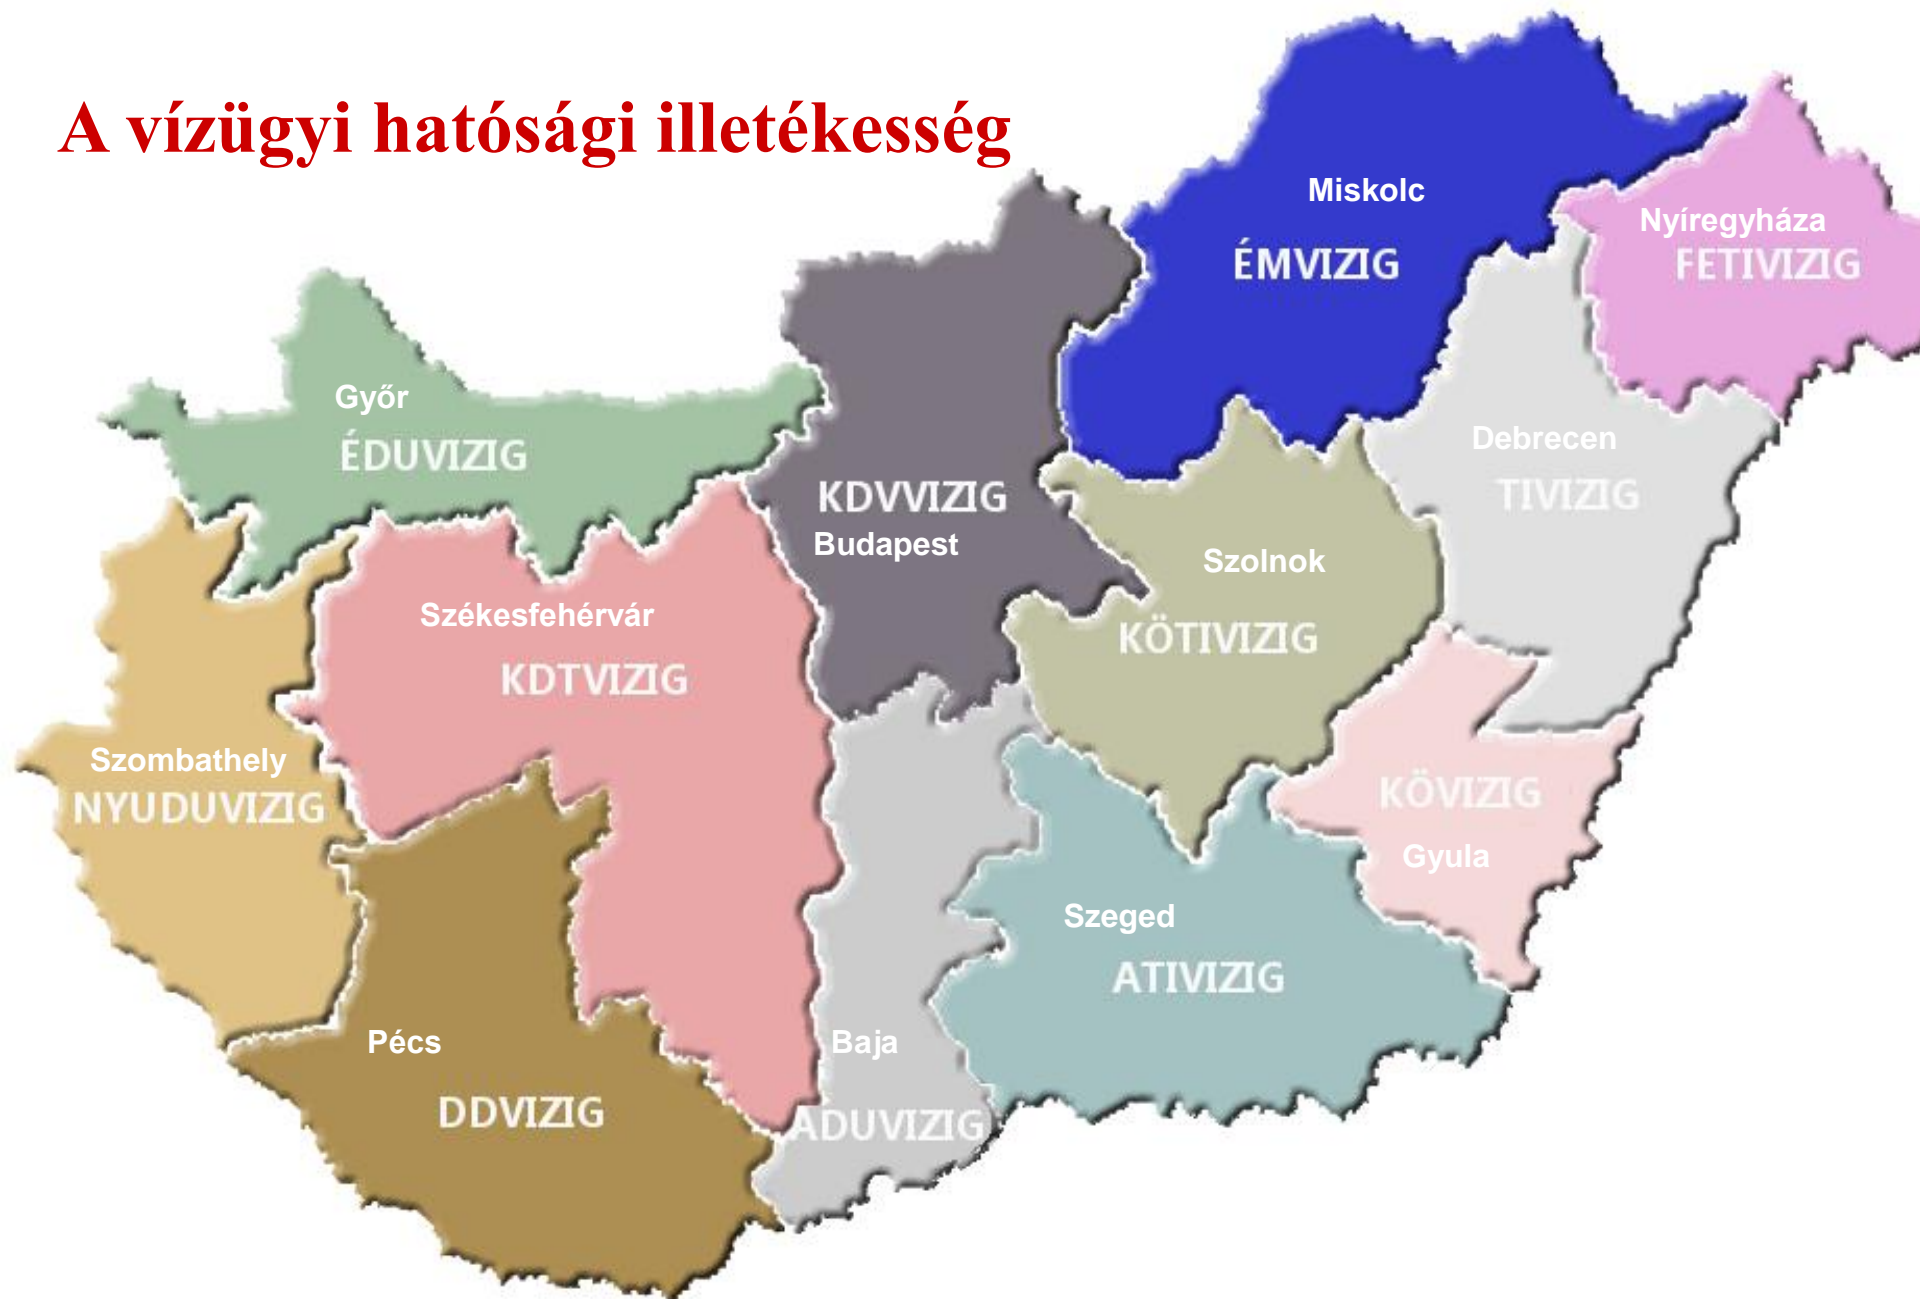 A vízügyi hatósági illetékesség
Miskolc
ÉMVIZIG
Nyíregyháza
FETIVIZIG
Győr
ÉDUVIZIG
Debrecen
TIVIZIG
KDVVIZIG
Budapest
Szolnok
KÖTIVIZIG
Székesfehérvár
KDTVIZIG
Szombathely
NYUDUVIZIG
KÖVIZIG
Gyula
Szeged
ATIVIZIG
Pécs
DDVIZIG
Baja
ADUVIZIG